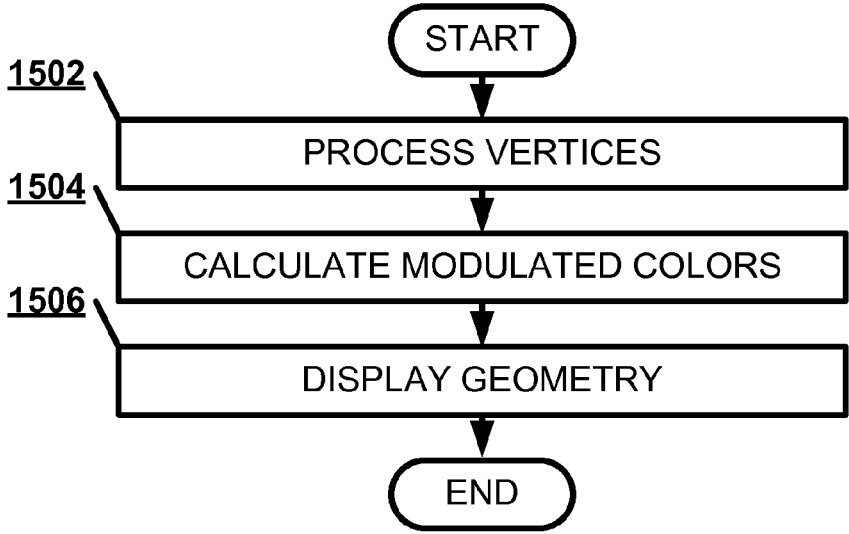 START
1502
PROCESS VERTICES
1504
CALCULATE MODULATED COLORS
1506
DISPLAY GEOMETRY
END